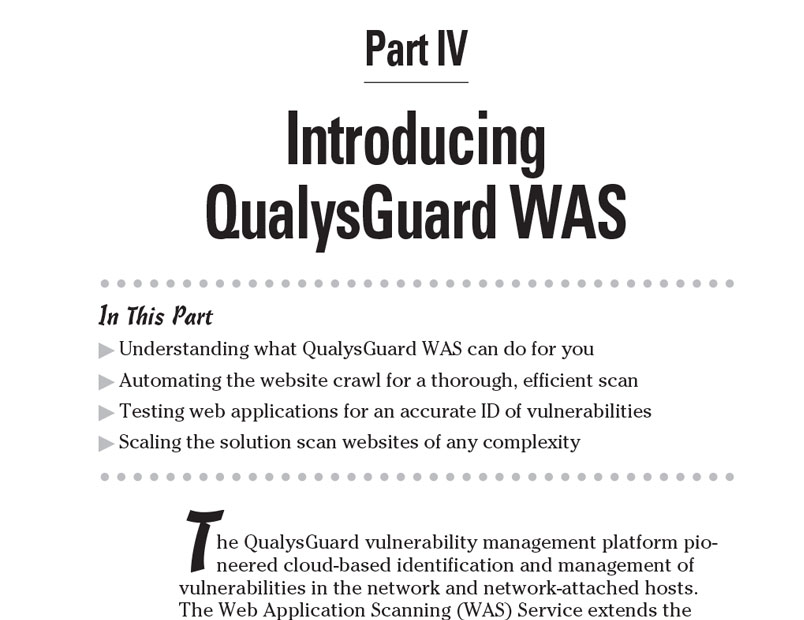 Part IV
Introducing
QualysGuard WAS
In This Part
Understanding what QualysGuard WAS can do for you
Automating the website crawl for a thorough, efficient scan
Testing web applications for an accurate ID of vulnerabilities
Scaling the solution scan websites of any complexity
The QualysGuard vulnerability management platform pio-
neered cloud-based identification and management of
vulnerabilities in the network and network-attached hosts.
The Web Application Scanning (WAS) Service extends the